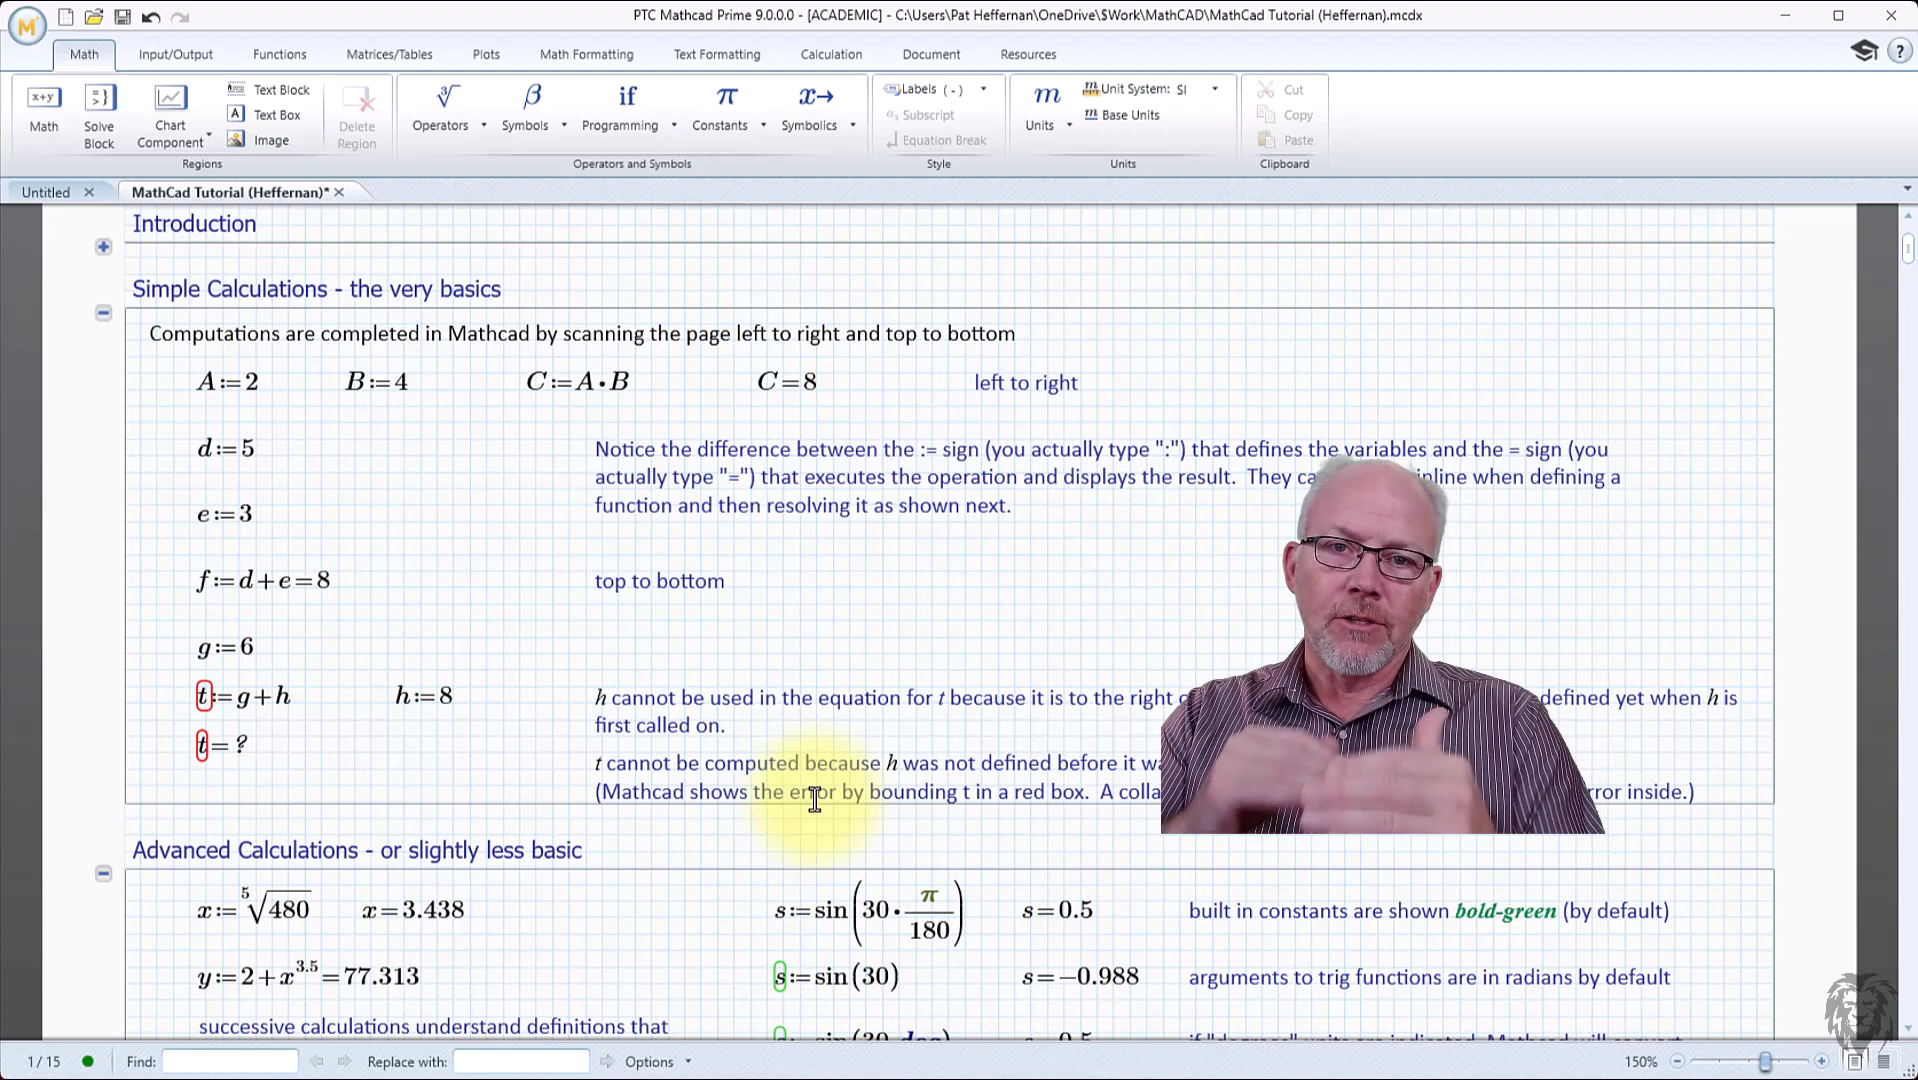 PTC Mathcad Prime 9.0.0.0 - [ACADEMIC] - C:\Users\Pat Heffernan\OneDrive\$Work\MathCAD\MathCad Tutorial (Heffernan).mcdx
Math Input/Output Functions Matrices/Tables Plots Math Formatting Text Formatting Calculation Document Resources
Math
Solve Block
Chart Component
Text Block
Text Box
Image
Delete Region
Regions
Operators
Symbols
if Programming
π Constants
Symbolics
Operators and Symbols
Labels ( - )
Subscript
Equation Break
Style
Units
Unit System: SI
Base Units
Units
Cut
Copy
Paste
Clipboard
Untitled MathCad Tutorial (Heffernan)*
Introduction
Simple Calculations - the very basics
Computations are completed in Mathcad by scanning the page left to right and top to bottom
A:=2 B:=4 C:=A•B C=8 left to right
d:=5 Notice the difference between the := sign (you actually type ":") that defines the variables and the = sign (you
actually type "=") that executes the operation and displays the result. They inline when defining a
e:=3 function and then resolving it as shown next.
f:=d+e=8 top to bottom
g:=6
t:=g+h h:=8 h cannot be used in the equation for t because it is to the right defined yet when h is
first called on.
t=?
t cannot be computed because h was not defined before it
(Mathcad shows the error by bounding t in a red box. A inside.)
Advanced Calculations - or slightly less basic
x:=⁵√480 x=3.438 s:=sin(30•π/180) s=0.5 built in constants are shown bold-green (by default)
y:=2+x^3.5=77.313 s:=sin(30) s=−0.988 arguments to trig functions are in radians by default
successive calculations understand definitions that
1 / 15 Find: Replace with: Options 150%